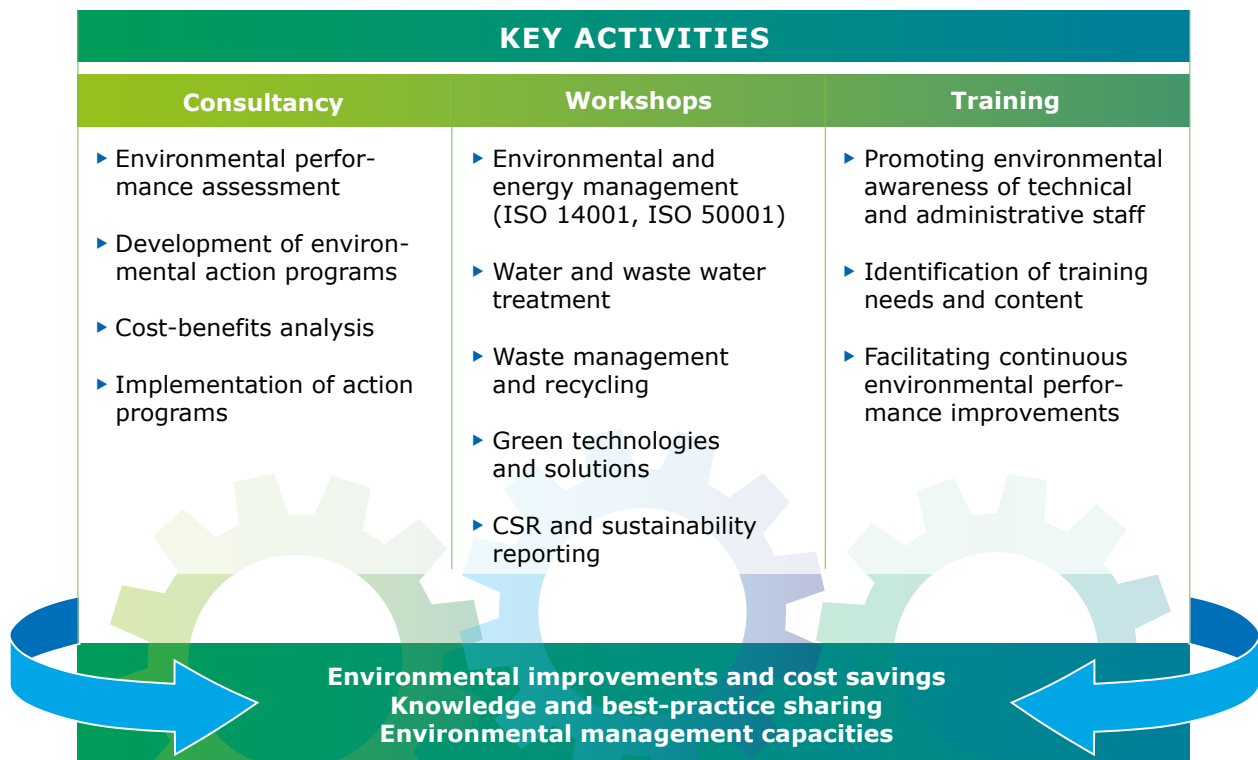 KEY ACTIVITIES
Consultancy
Environmental perfor-
mance assessment
Development of environ-
mental action programs
Cost-benefits analysis
Implementation of action
programs
Workshops
Environmental and
energy management
(ISO 14001, ISO 50001)
Water and waste water
treatment
Waste management
and recycling
Green technologies
and solutions
CSR and sustainability
reporting
Training
Promoting environmental
awareness of technical
and administrative staff
Identification of training
needs and content
Facilitating continuous
environmental perfor-
mance improvements
Environmental improvements and cost savings
Knowledge and best-practice sharing
Environmental management capacities